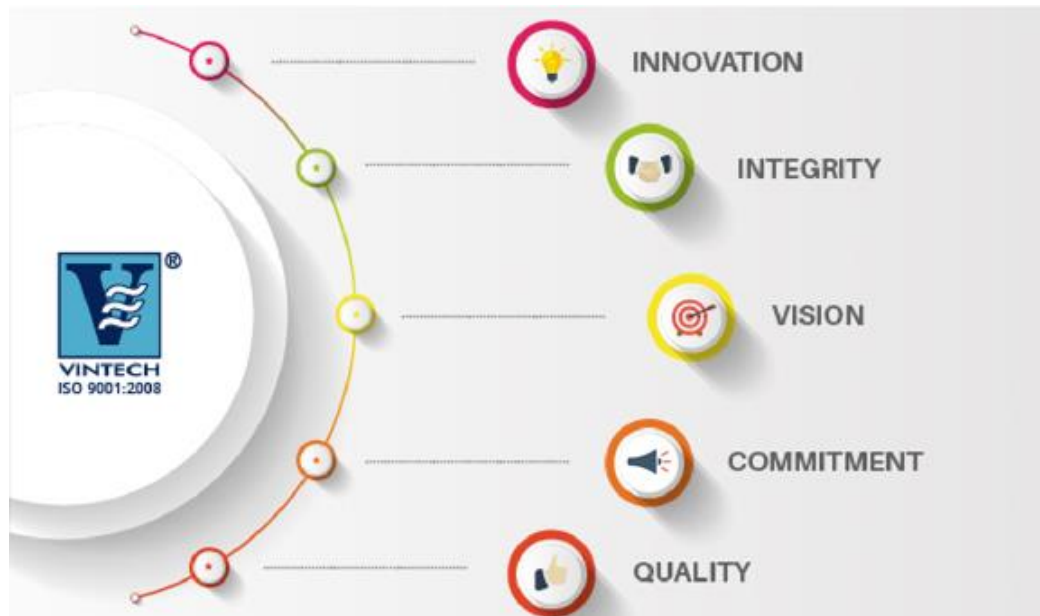 INNOVATION
INTEGRITY
VISION
COMMITMENT
QUALITY
V®
VINTECH
ISO 9001:2008